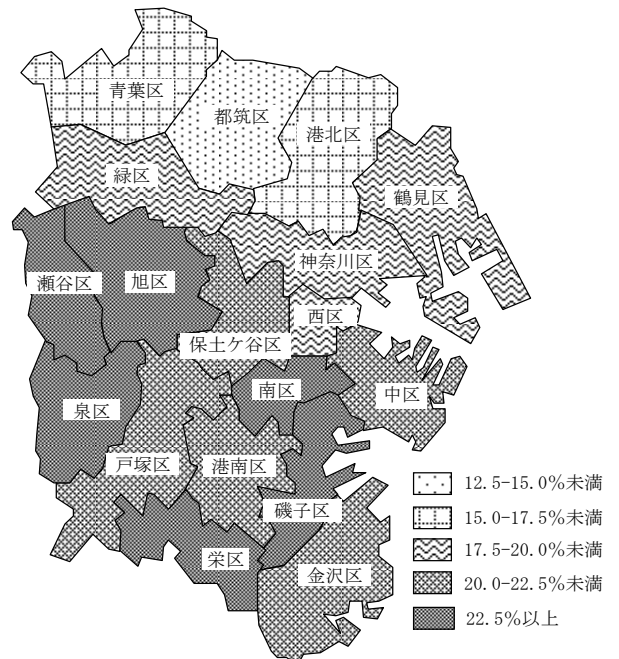 青葉区
都筑区
港北区
緑区
鶴見区
神奈川区
瀬谷区
旭区
西区
保土ケ谷区
南区
中区
泉区
戸塚区
港南区
磯子区
栄区
金沢区
12.5-15.0%未満
15.0-17.5%未満
17.5-20.0%未満
20.0-22.5%未満
22.5%以上